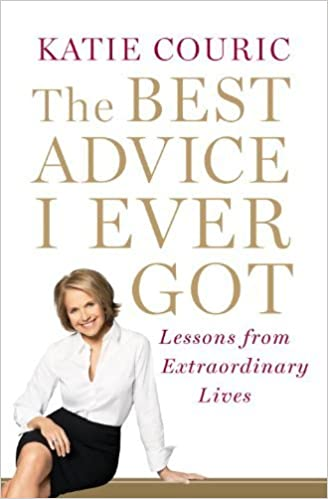 KATIE COURIC
The BEST
ADVICE
I EVER
GOT
Lessons from
Extraordinary
Lives